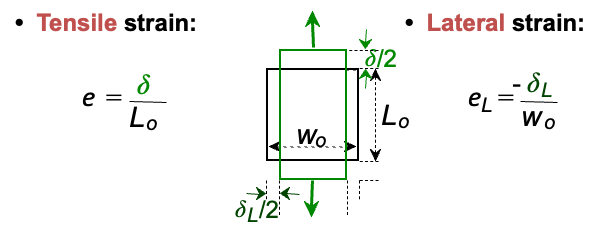 • Tensile strain:
e = δ / Lo
δ/2
wo
Lo
δL/2
• Lateral strain:
eL = -δL / wo